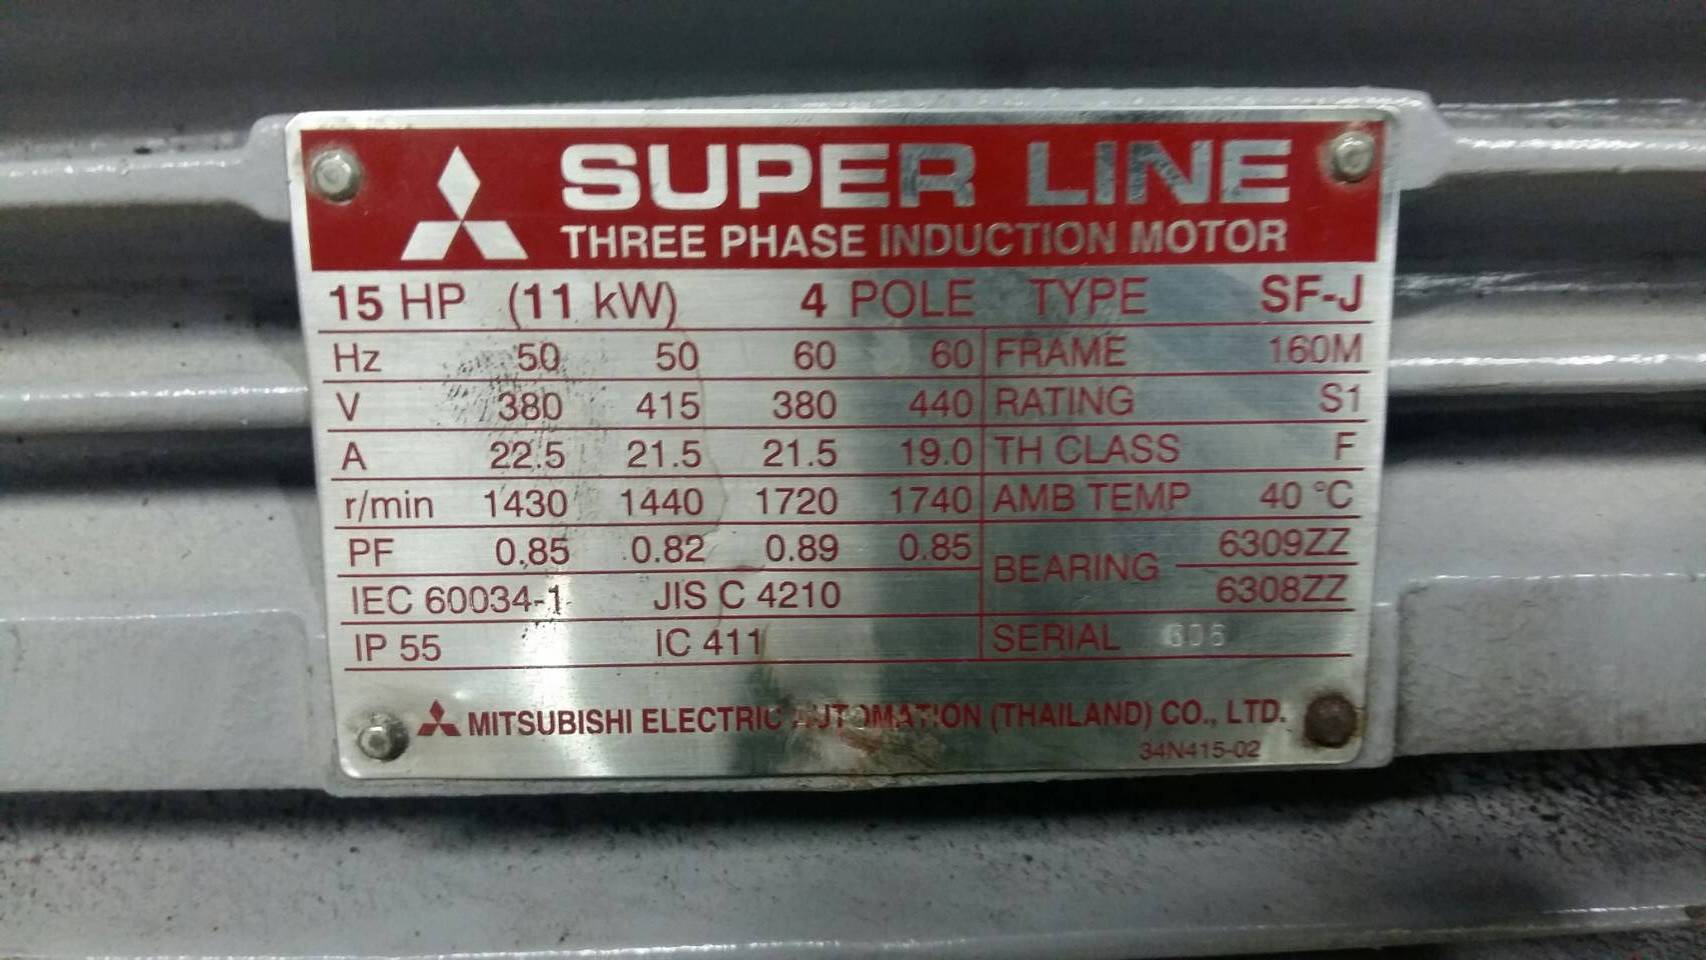 SUPER LINE
THREE PHASE INDUCTION MOTOR
15 HP (11 kW) 4 POLE TYPE SF-J
Hz 50 50 60 60 FRAME 160M
V 380 415 380 440 RATING S1
A 22.5 21.5 21.5 19.0 TH CLASS F
r/min 1430 1440 1720 1740 AMB TEMP 40 °C
PF 0.85 0.82 0.89 0.85 BEARING 6309ZZ
6308ZZ
IEC 60034-1 JIS C 4210
IP 55 IC 411 SERIAL
MITSUBISHI ELECTRIC AUTOMATION (THAILAND) CO., LTD.
34N415-02